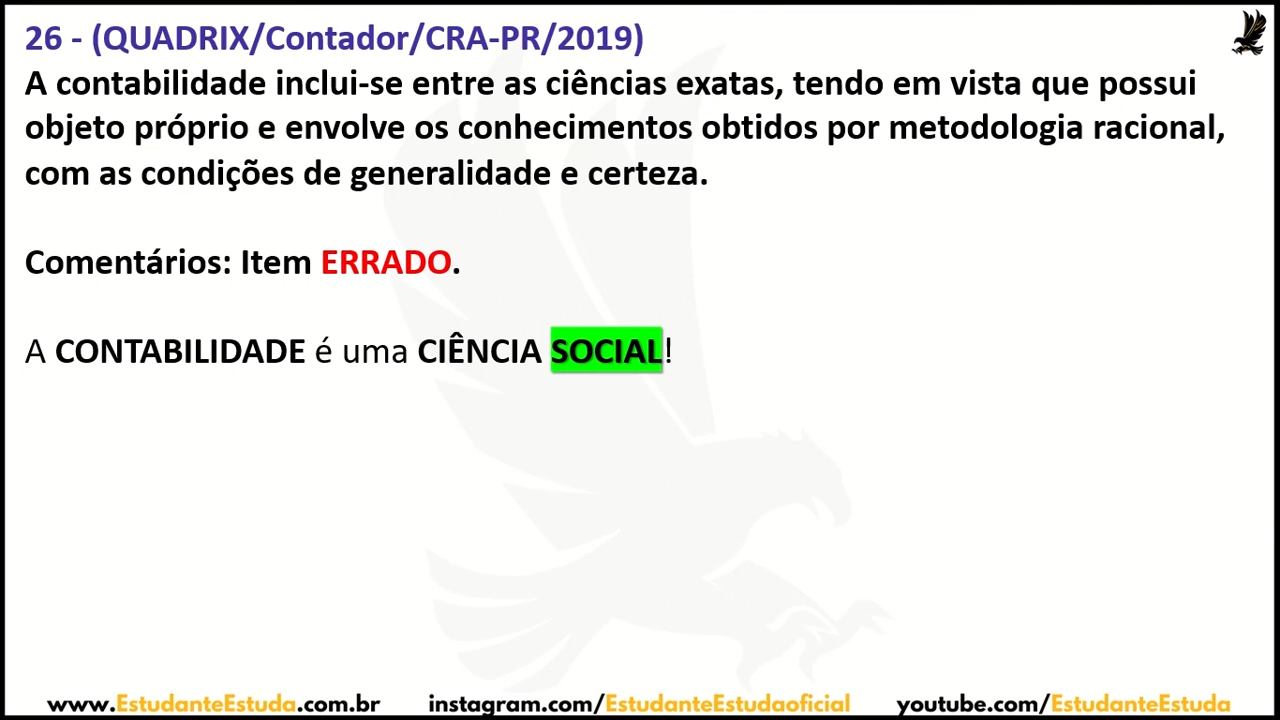 26 - (QUADRIX/Contador/CRA-PR/2019)
A contabilidade inclui-se entre as ciências exatas, tendo em vista que possui
objeto próprio e envolve os conhecimentos obtidos por metodologia racional,
com as condições de generalidade e certeza.
Comentários: Item ERRADO.
A CONTABILIDADE é uma CIÊNCIA SOCIAL!
www.EstudanteEstuda.com.br instagram.com/EstudanteEstudaoficial youtube.com/EstudanteEstuda